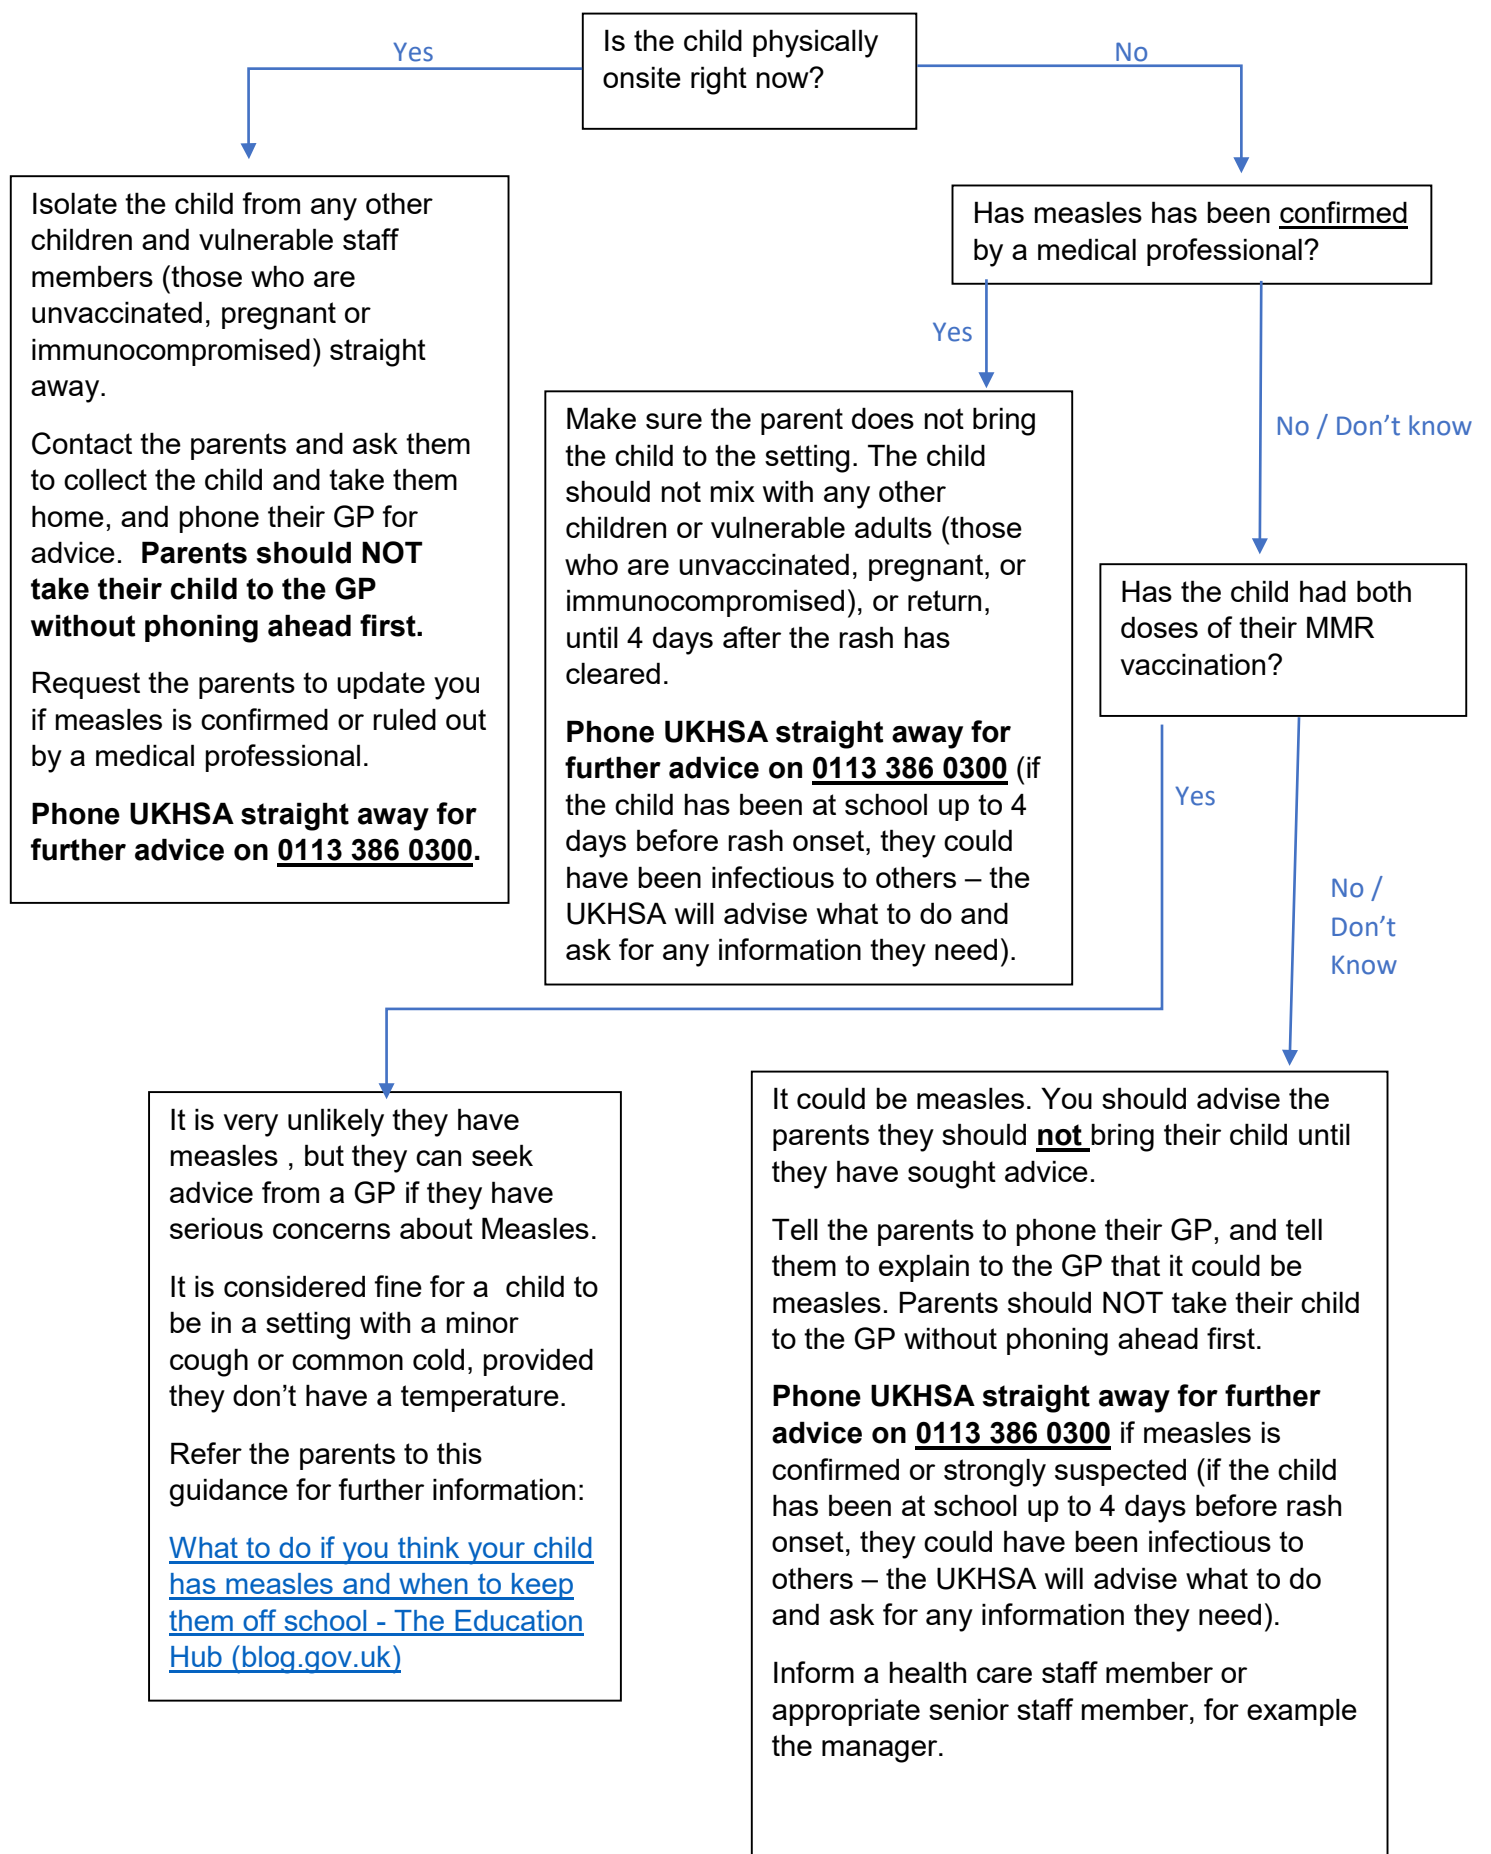 Is the child physically
onsite right now?
Yes
No
Isolate the child from any other
children and vulnerable staff
members (those who are
unvaccinated, pregnant or
immunocompromised) straight
away.
Contact the parents and ask them
to collect the child and take them
home, and phone their GP for
advice.  Parents should NOT
take their child to the GP
without phoning ahead first.
Request the parents to update you
if measles is confirmed or ruled out
by a medical professional.
Phone UKHSA straight away for
further advice on 0113 386 0300.
Has measles has been confirmed
by a medical professional?
Yes
No / Don’t know
Make sure the parent does not bring
the child to the setting. The child
should not mix with any other
children or vulnerable adults (those
who are unvaccinated, pregnant, or
immunocompromised), or return,
until 4 days after the rash has
cleared.
Phone UKHSA straight away for
further advice on 0113 386 0300 (if
the child has been at school up to 4
days before rash onset, they could
have been infectious to others – the
UKHSA will advise what to do and
ask for any information they need).
Has the child had both
doses of their MMR
vaccination?
Yes
No /
Don’t
Know
It is very unlikely they have
measles , but they can seek
advice from a GP if they have
serious concerns about Measles.
It is considered fine for a  child to
be in a setting with a minor
cough or common cold, provided
they don’t have a temperature.
Refer the parents to this
guidance for further information:
What to do if you think your child
has measles and when to keep
them off school - The Education
Hub (blog.gov.uk)
It could be measles. You should advise the
parents they should not bring their child until
they have sought advice.
Tell the parents to phone their GP, and tell
them to explain to the GP that it could be
measles. Parents should NOT take their child
to the GP without phoning ahead first.
Phone UKHSA straight away for further
advice on 0113 386 0300 if measles is
confirmed or strongly suspected (if the child
has been at school up to 4 days before rash
onset, they could have been infectious to
others – the UKHSA will advise what to do
and ask for any information they need).
Inform a health care staff member or
appropriate senior staff member, for example
the manager.